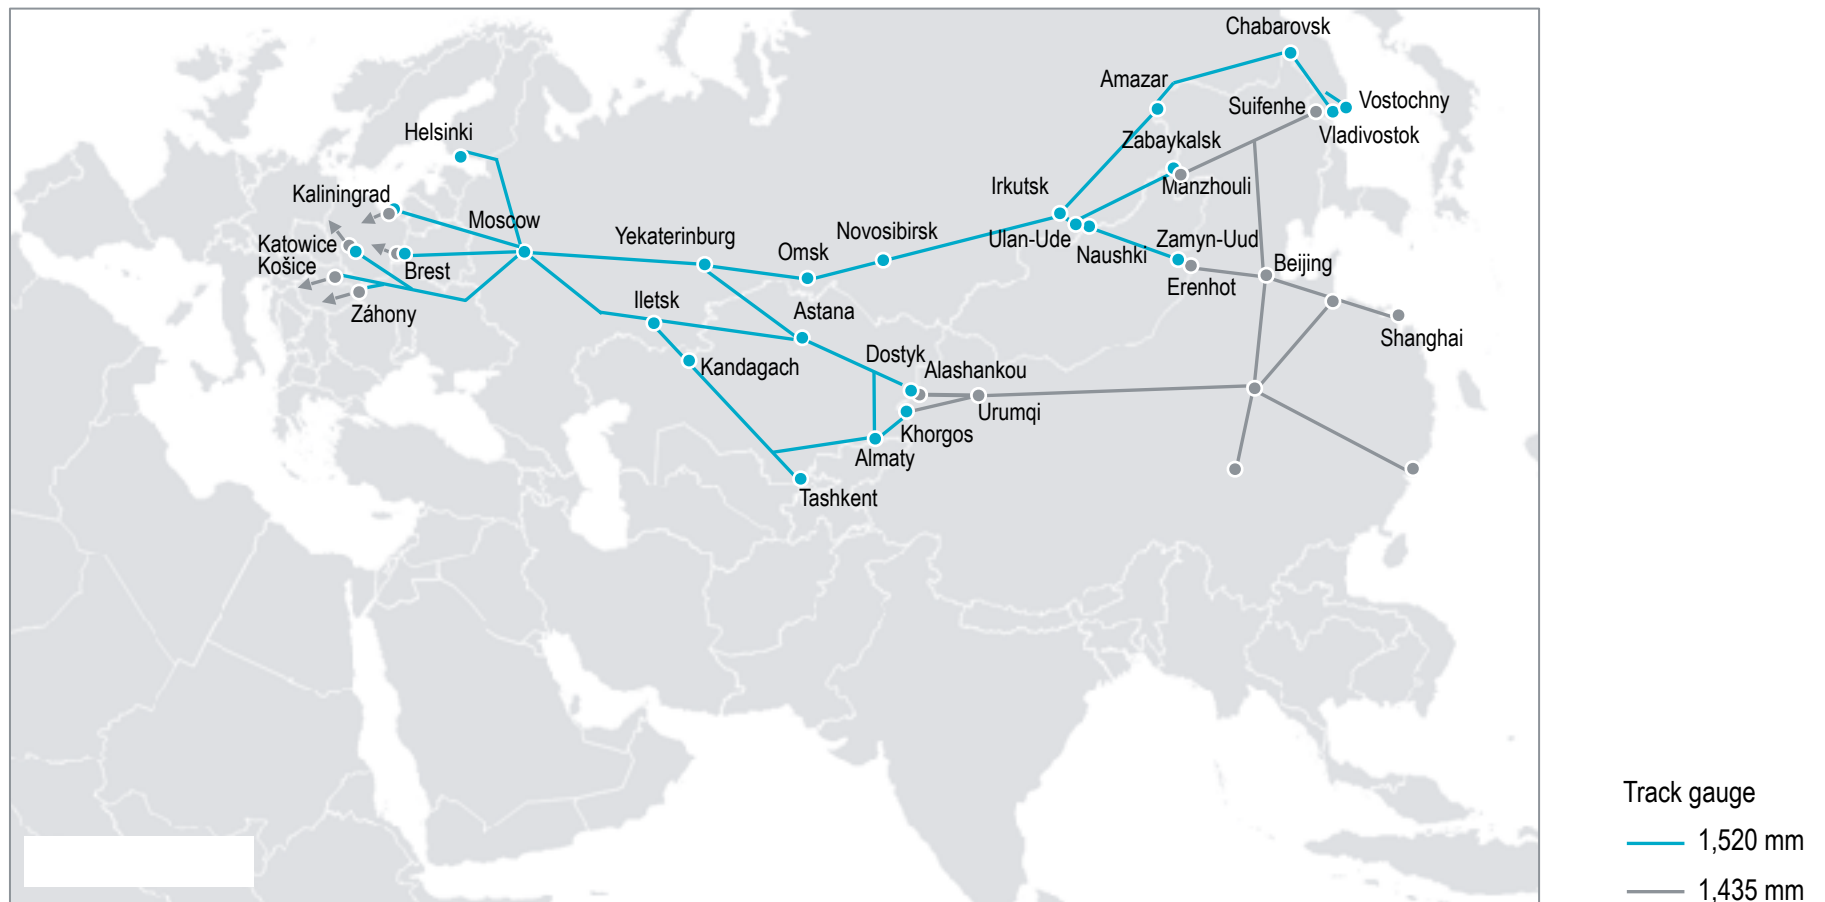 Chabarovsk
Amazar
Suifenhe
Vostochny
Vladivostok
Helsinki
Zabaykalsk
Manzhouli
Kaliningrad
Irkutsk
Moscow
Yekaterinburg
Novosibirsk
Ulan-Ude
Zamyn-Uud
Katowice
Omsk
Naushki
Košice
Brest
Beijing
Erenhot
Iletsk
Astana
Záhony
Shanghai
Dostyk
Kandagach
Alashankou
Urumqi
Khorgos
Almaty
Tashkent
Track gauge
1,520 mm
1,435 mm